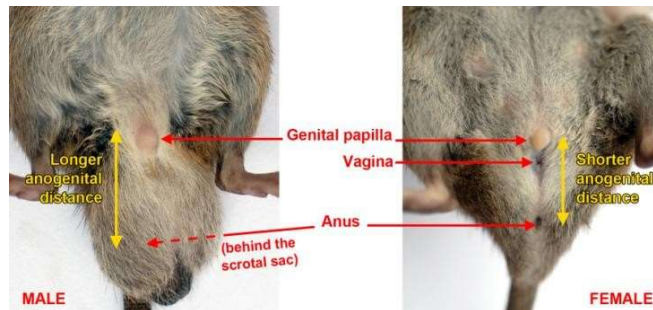 Genital papilla
Vagina
Longer
anogenital
distance
Shorter
anogenital
distance
Anus
(behind the
scrotal sac)
MALE
FEMALE